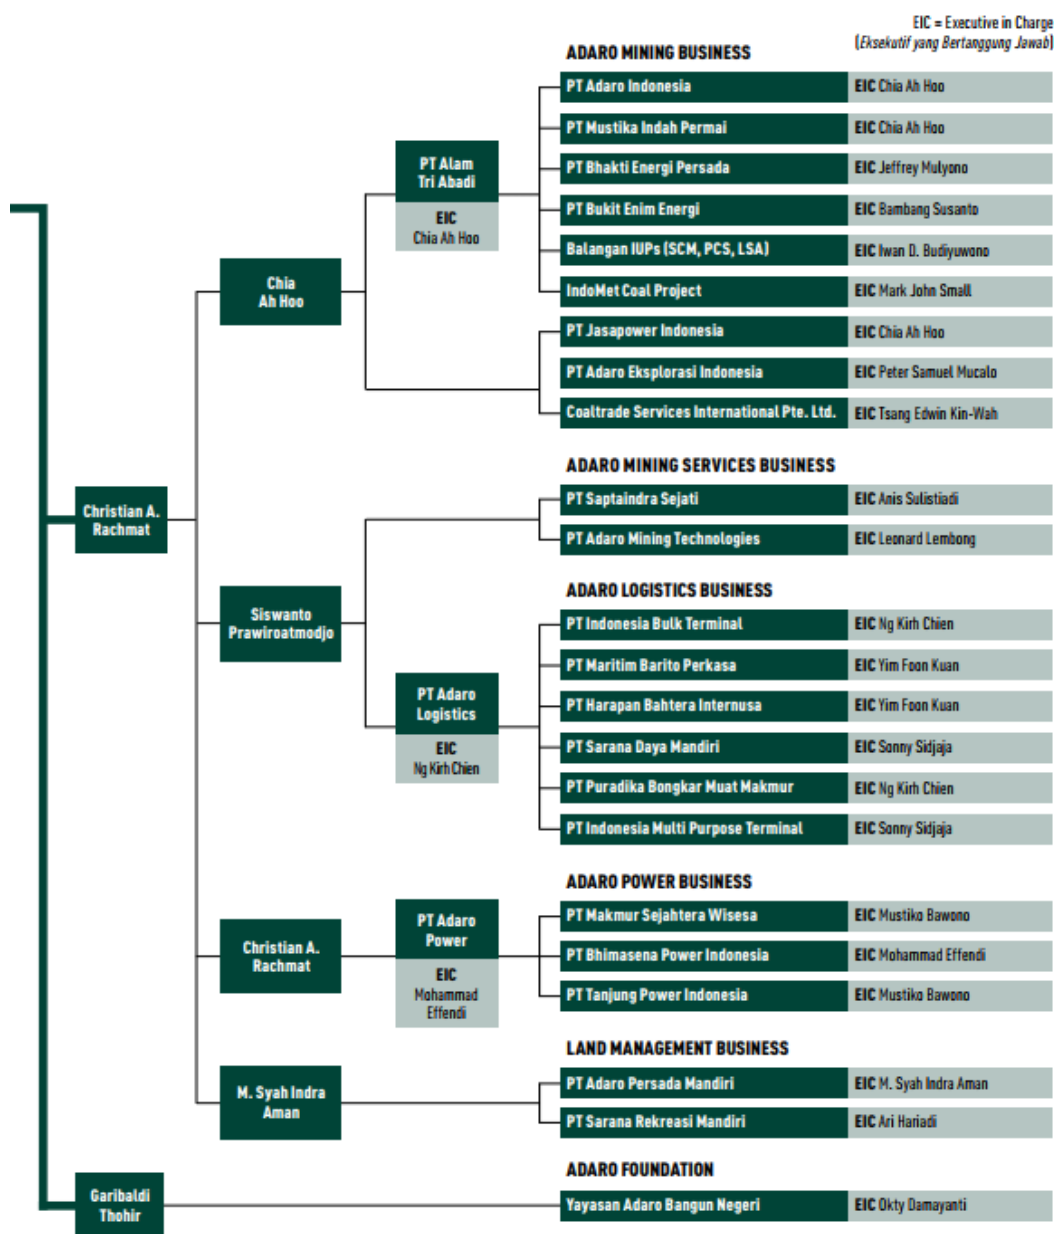 EIC = Executive in Charge
(Eksekutif yang Bertanggung Jawab)
ADARO MINING BUSINESS
PT Adaro Indonesia EIC Chia Ah Hoo
PT Mustika Indah Permai EIC Chia Ah Hoo
PT Alam
Tri Abadi
EIC
Chia Ah Hoo
PT Bhakti Energi Persada EIC Jeffrey Mulyono
PT Bukit Enim Energi EIC Bambang Susanto
Balangan IUPs (SCM, PCS, LSA) EIC Iwan D. Budiyuwono
Chia
Ah Hoo
IndoMet Coal Project EIC Mark John Small
PT Jasapower Indonesia EIC Chia Ah Hoo
PT Adaro Eksplorasi Indonesia EIC Peter Samuel Mucalo
Coaltrade Services International Pte. Ltd. EIC Tsang Edwin Kin-Wah
ADARO MINING SERVICES BUSINESS
PT Saptaindra Sejati EIC Anis Sulistiadi
Christian A.
Rachmat
PT Adaro Mining Technologies EIC Leonard Lembong
ADARO LOGISTICS BUSINESS
Siswanto
Prawiroatmodjo
PT Indonesia Bulk Terminal EIC Ng Kirh Chien
PT Maritim Barito Perkasa EIC Yim Foon Kuan
PT Adaro
Logistics
EIC
Ng Kirh Chien
PT Harapan Bahtera Internusa EIC Yim Foon Kuan
PT Sarana Daya Mandiri EIC Sonny Sidjaja
PT Puradika Bongkar Muat Makmur EIC Ng Kirh Chien
PT Indonesia Multi Purpose Terminal EIC Sonny Sidjaja
ADARO POWER BUSINESS
PT Adaro
Power
EIC
Mohammad
Effendi
PT Makmur Sejahtera Wisesa EIC Mustiko Bawono
Christian A.
Rachmat
PT Bhimasena Power Indonesia EIC Mohammad Effendi
PT Tanjung Power Indonesia EIC Mustiko Bawono
LAND MANAGEMENT BUSINESS
M. Syah Indra
Aman
PT Adaro Persada Mandiri EIC M. Syah Indra Aman
PT Sarana Rekreasi Mandiri EIC Ari Hariadi
ADARO FOUNDATION
Garibaldi
Thohir
Yayasan Adaro Bangun Negeri EIC Okty Damayanti